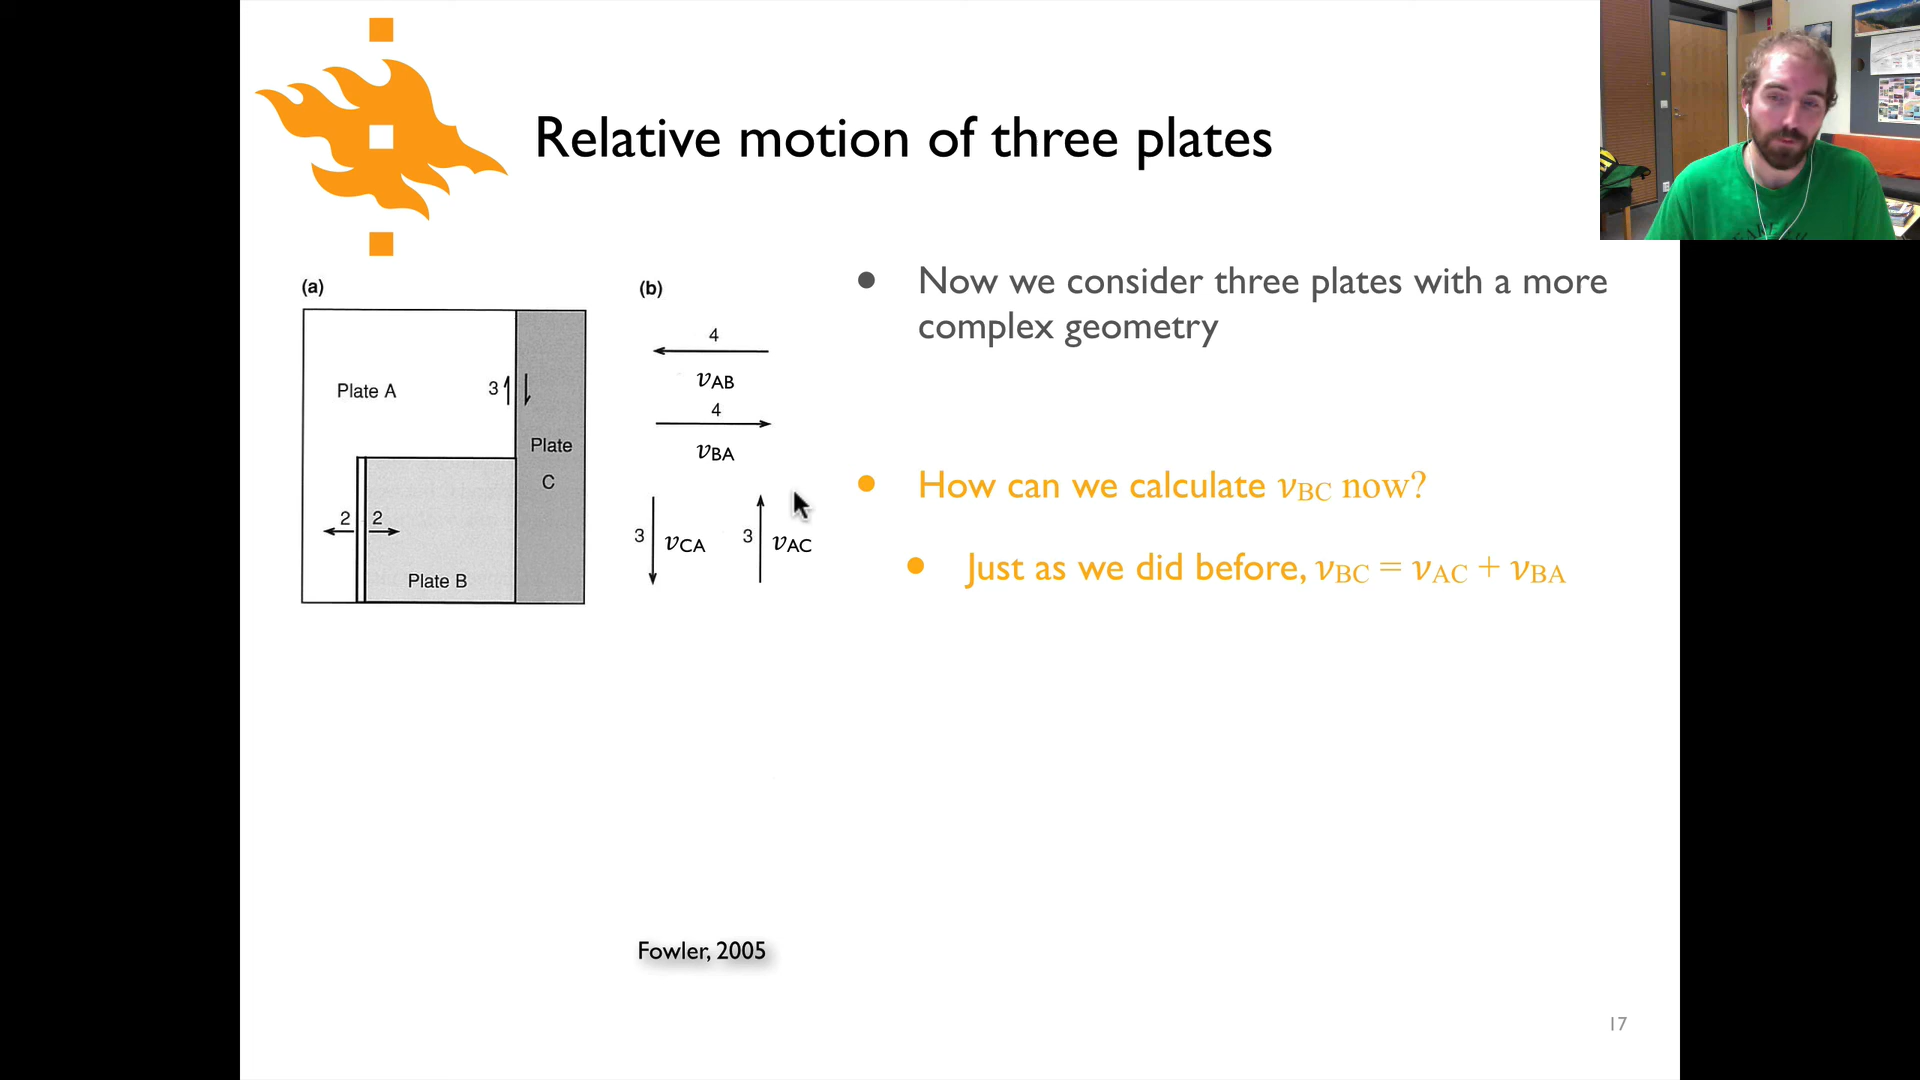 Relative motion of three plates
(a)
Plate A
3
Plate
C
2 2
Plate B
(b)
4
vAB
4
vBA
3 vCA
3 vAC
• Now we consider three plates with a more
complex geometry
• How can we calculate vBC now?
• Just as we did before, vBC = vAC + vBA
Fowler, 2005
17